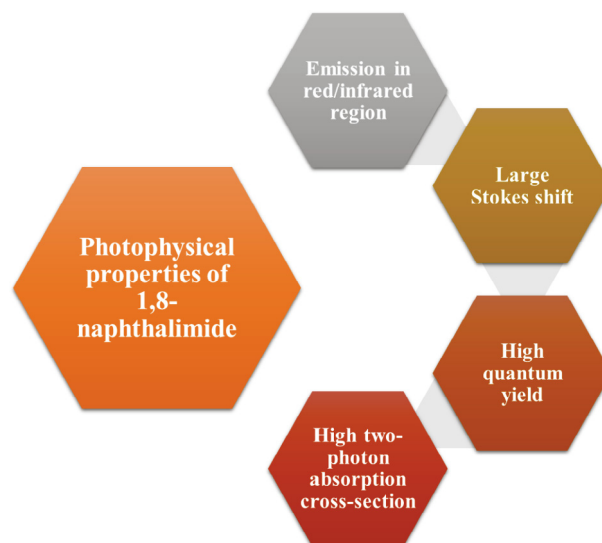 Photophysical
properties of
1,8-
naphthalimide
Emission in
red/infrared
region
Large
Stokes shift
High
quantum
yield
High two-
photon
absorption
cross-section